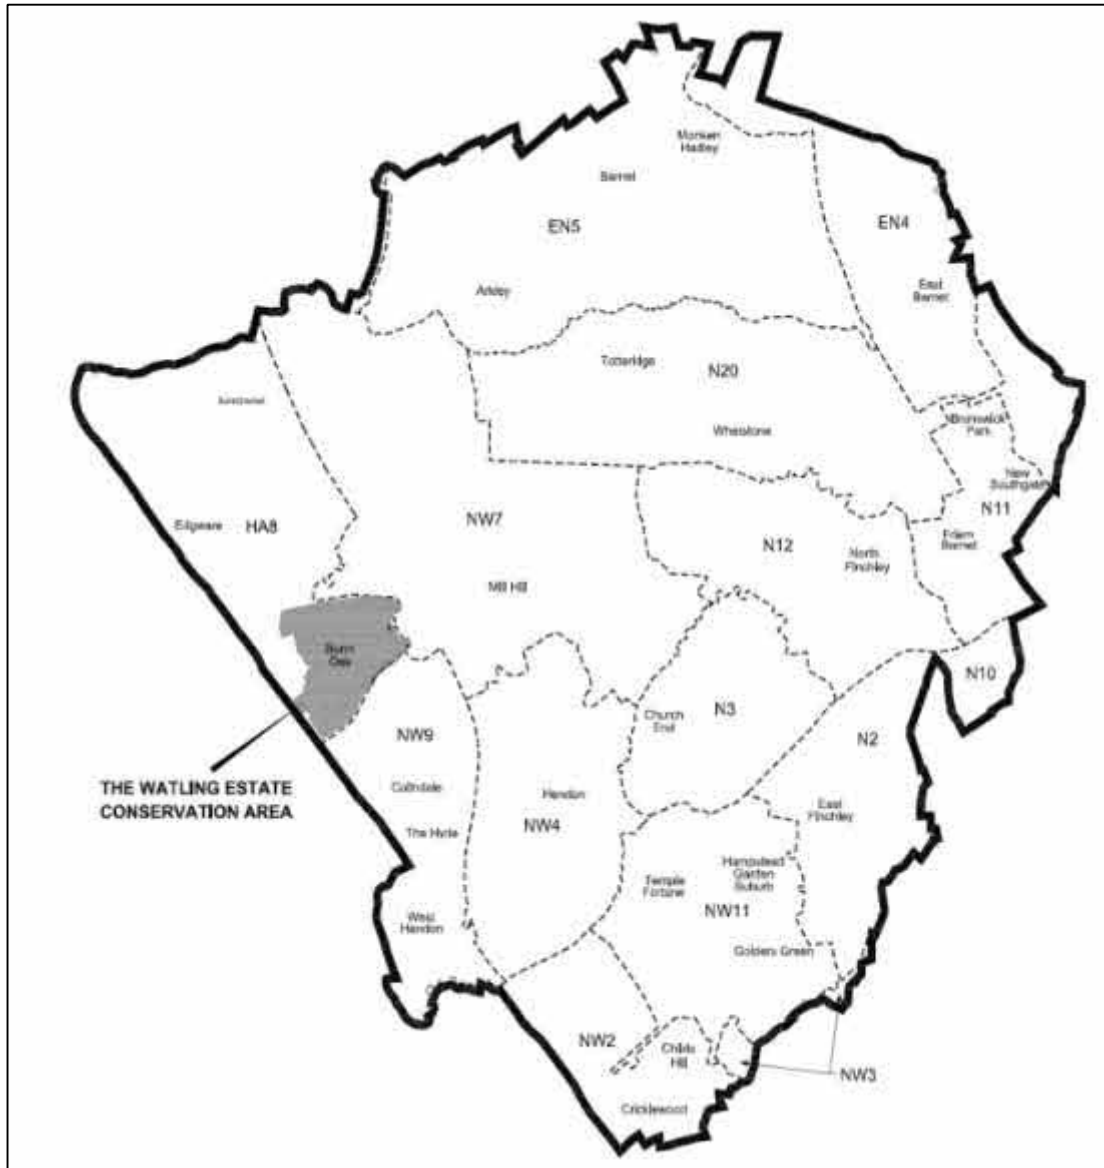 Monken
Hadley
Barnet
EN5
EN4
Arkley
East
Barnet
Totteridge
N20
Whetstone
Brunswick
Park
New
Southgate
N11
Friern
Barnet
Edgware
HA8
NW7
N12
North
Finchley
Mill Hill
Burnt
Oak
N10
Church
End
N3
N2
NW9
THE WATLING ESTATE
CONSERVATION AREA
Colindale
Hendon
NW4
The Hyde
East
Finchley
Temple
Fortune
Hampstead
Garden
Suburb
NW11
West
Hendon
Golders Green
NW2
Childs
Hill
NW3
Cricklewood